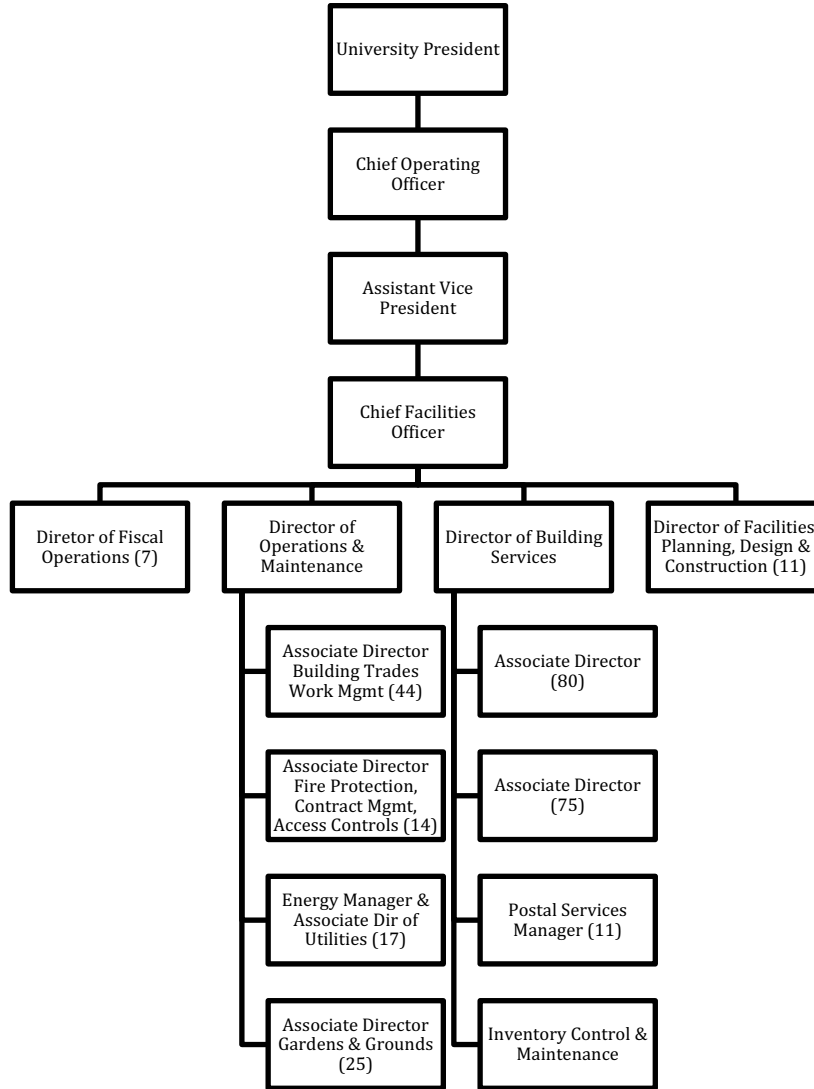 University President
Chief Operating
Officer
Assistant Vice
President
Chief Facilities
Officer
Diretor of Fiscal
Operations (7)
Director of
Operations &
Maintenance
Director of Building
Services
Director of Facilities
Planning, Design &
Construction (11)
Associate Director
Building Trades
Work Mgmt (44)
Associate Director
Fire Protection,
Contract Mgmt,
Access Controls (14)
Energy Manager &
Associate Dir of
Utilities (17)
Associate Director
Gardens & Grounds
(25)
Associate Director
(80)
Associate Director
(75)
Postal Services
Manager (11)
Inventory Control &
Maintenance